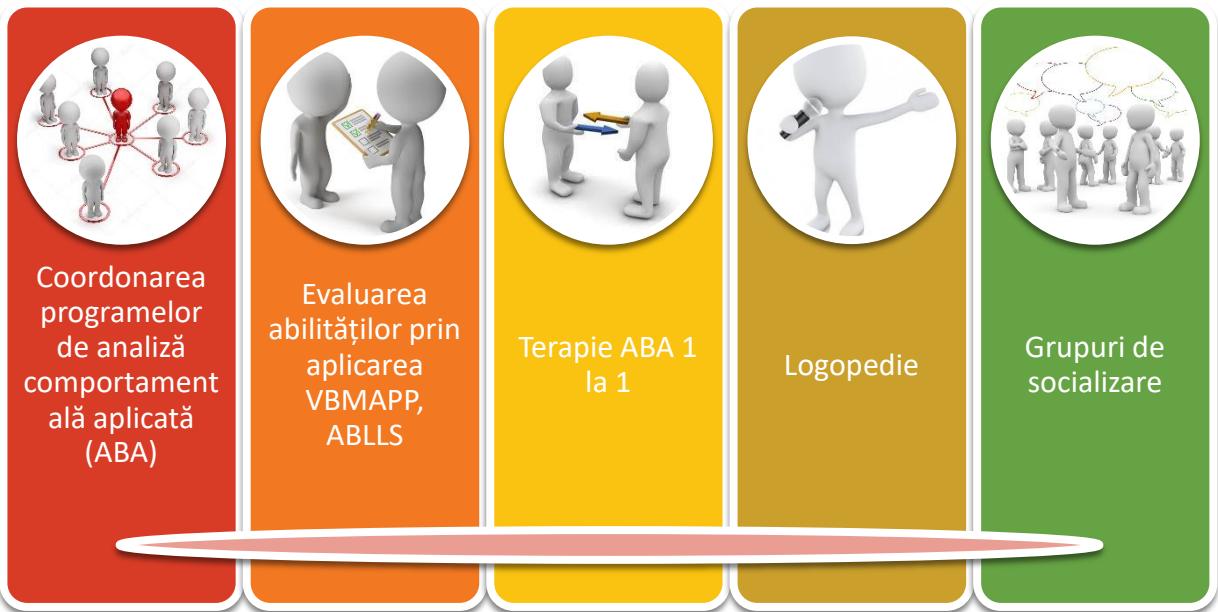 Coordonarea
programelor
de analiză
comportament
ală aplicată
(ABA)
Evaluarea
abilităților prin
aplicarea
VBMAPP,
ABLLS
Terapie ABA 1
la 1
Logopedie
Grupuri de
socializare